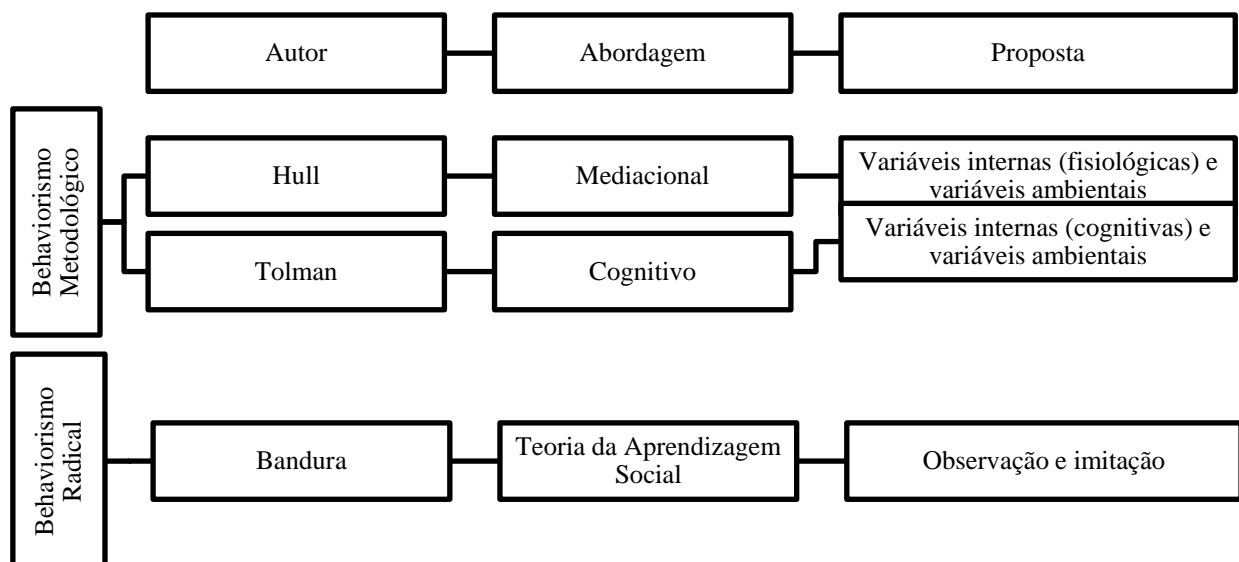 Autor
Abordagem
Proposta
Behaviorismo
Metodológico
Hull
Mediacional
Variáveis internas (fisiológicas) e
variáveis ambientais
Tolman
Cognitivo
Variáveis internas (cognitivas) e
variáveis ambientais
Behaviorismo
Radical
Bandura
Teoria da Aprendizagem
Social
Observação e imitação